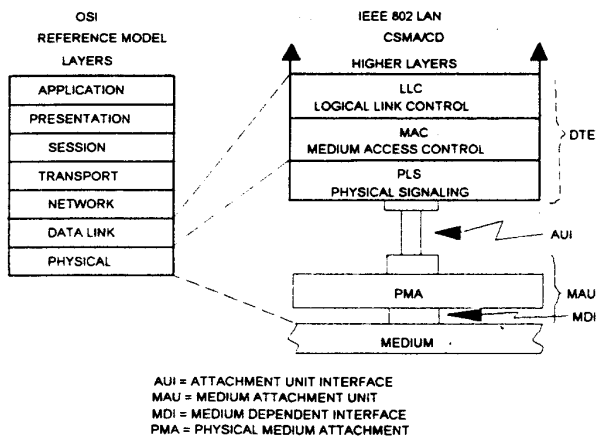 OSI
REFERENCE MODEL
LAYERS
APPLICATION
PRESENTATION
SESSION
TRANSPORT
NETWORK
DATA LINK
PHYSICAL
IEEE 802 LAN
CSMA/CD
HIGHER LAYERS
LLC
LOGICAL LINK CONTROL
MAC
MEDIUM ACCESS CONTROL
PLS
PHYSICAL SIGNALING
DTE
AUI
PMA
MAU
MDI
MEDIUM
AUI = ATTACHMENT UNIT INTERFACE
MAU = MEDIUM ATTACHMENT UNIT
MDI = MEDIUM DEPENDENT INTERFACE
PMA = PHYSICAL MEDIUM ATTACHMENT